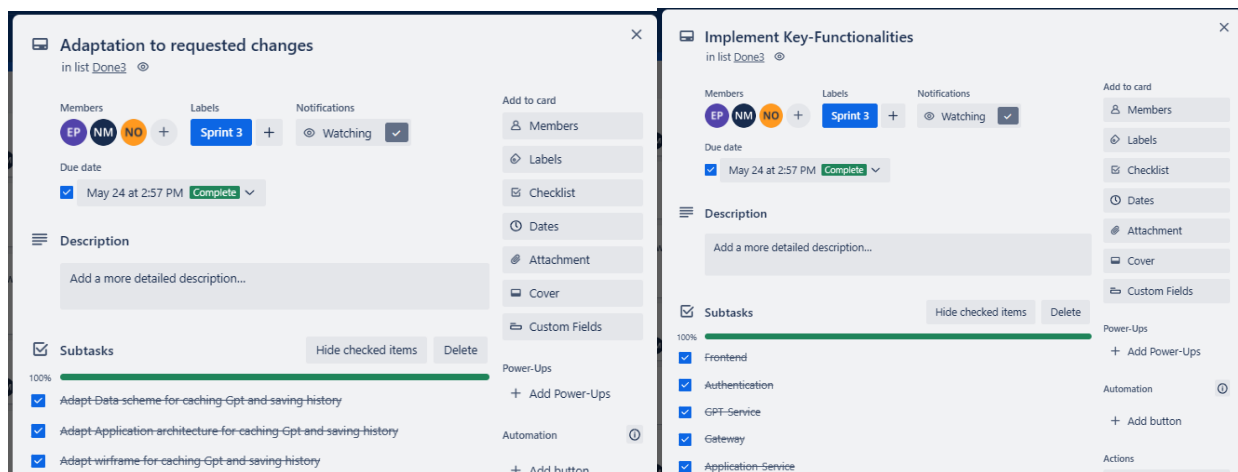 Adaptation to requested changes
in list Done3
Members
Labels
Notifications
EP NM NO +
Sprint 3 +
Watching
Due date
May 24 at 2:57 PM Complete
Description
Add a more detailed description...
Subtasks
Hide checked items
Delete
100%
Adapt Data scheme for caching Gpt and saving history
Adapt Application architecture for caching Gpt and saving history
Adapt wirframe for caching Gpt and saving history
Add to card
Members
Labels
Checklist
Dates
Attachment
Cover
Custom Fields
Power-Ups
+ Add Power-Ups
Automation
+ Add button
Implement Key-Functionalities
in list Done3
Members
Labels
Notifications
EP NM NO +
Sprint 3 +
Watching
Due date
May 24 at 2:57 PM Complete
Description
Add a more detailed description...
Subtasks
Hide checked items
Delete
100%
Frontend
Authentication
GPT Service
Gateway
Application Service
Add to card
Members
Labels
Checklist
Dates
Attachment
Cover
Custom Fields
Power-Ups
+ Add Power-Ups
Automation
+ Add button
Actions